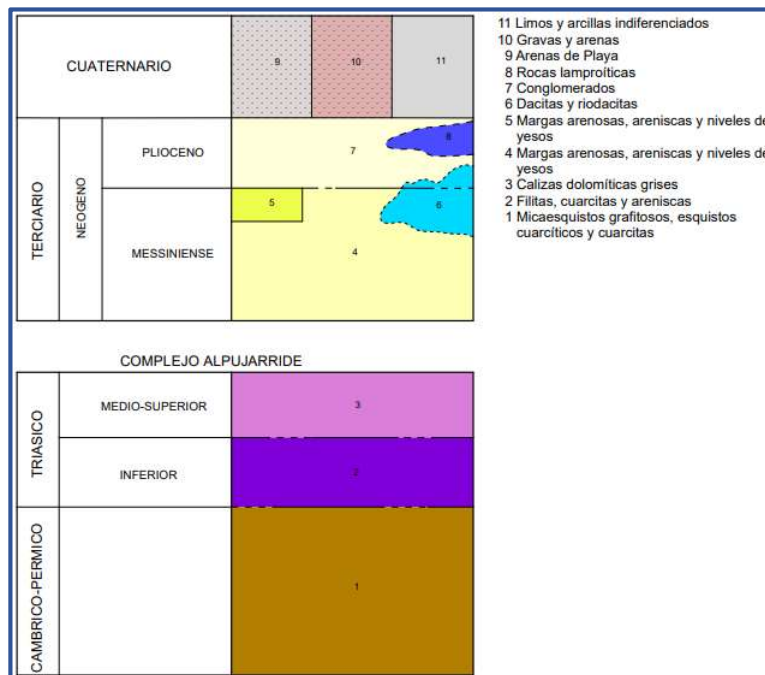 CUATERNARIO
9
10
11
TERCIARIO
NEOGENO
PLIOCENO
7
8
5
6
MESSINIENSE
4
COMPLEJO ALPUJARRIDE
TRIASICO
MEDIO-SUPERIOR
3
INFERIOR
2
CAMBRICO-PERMICO
1
11 Limos y arcillas indiferenciados
10 Gravas y arenas
9 Arenas de Playa
8 Rocas lamproíticas
7 Conglomerados
6 Dacitas y riodacitas
5 Margas arenosas, areniscas y niveles de
yesos
4 Margas arenosas, areniscas y niveles de
yesos
3 Calizas dolomíticas grises
2 Filitas, cuarcitas y areniscas
1 Micaesquistos grafitosos, esquistos
cuarcíticos y cuarcitas